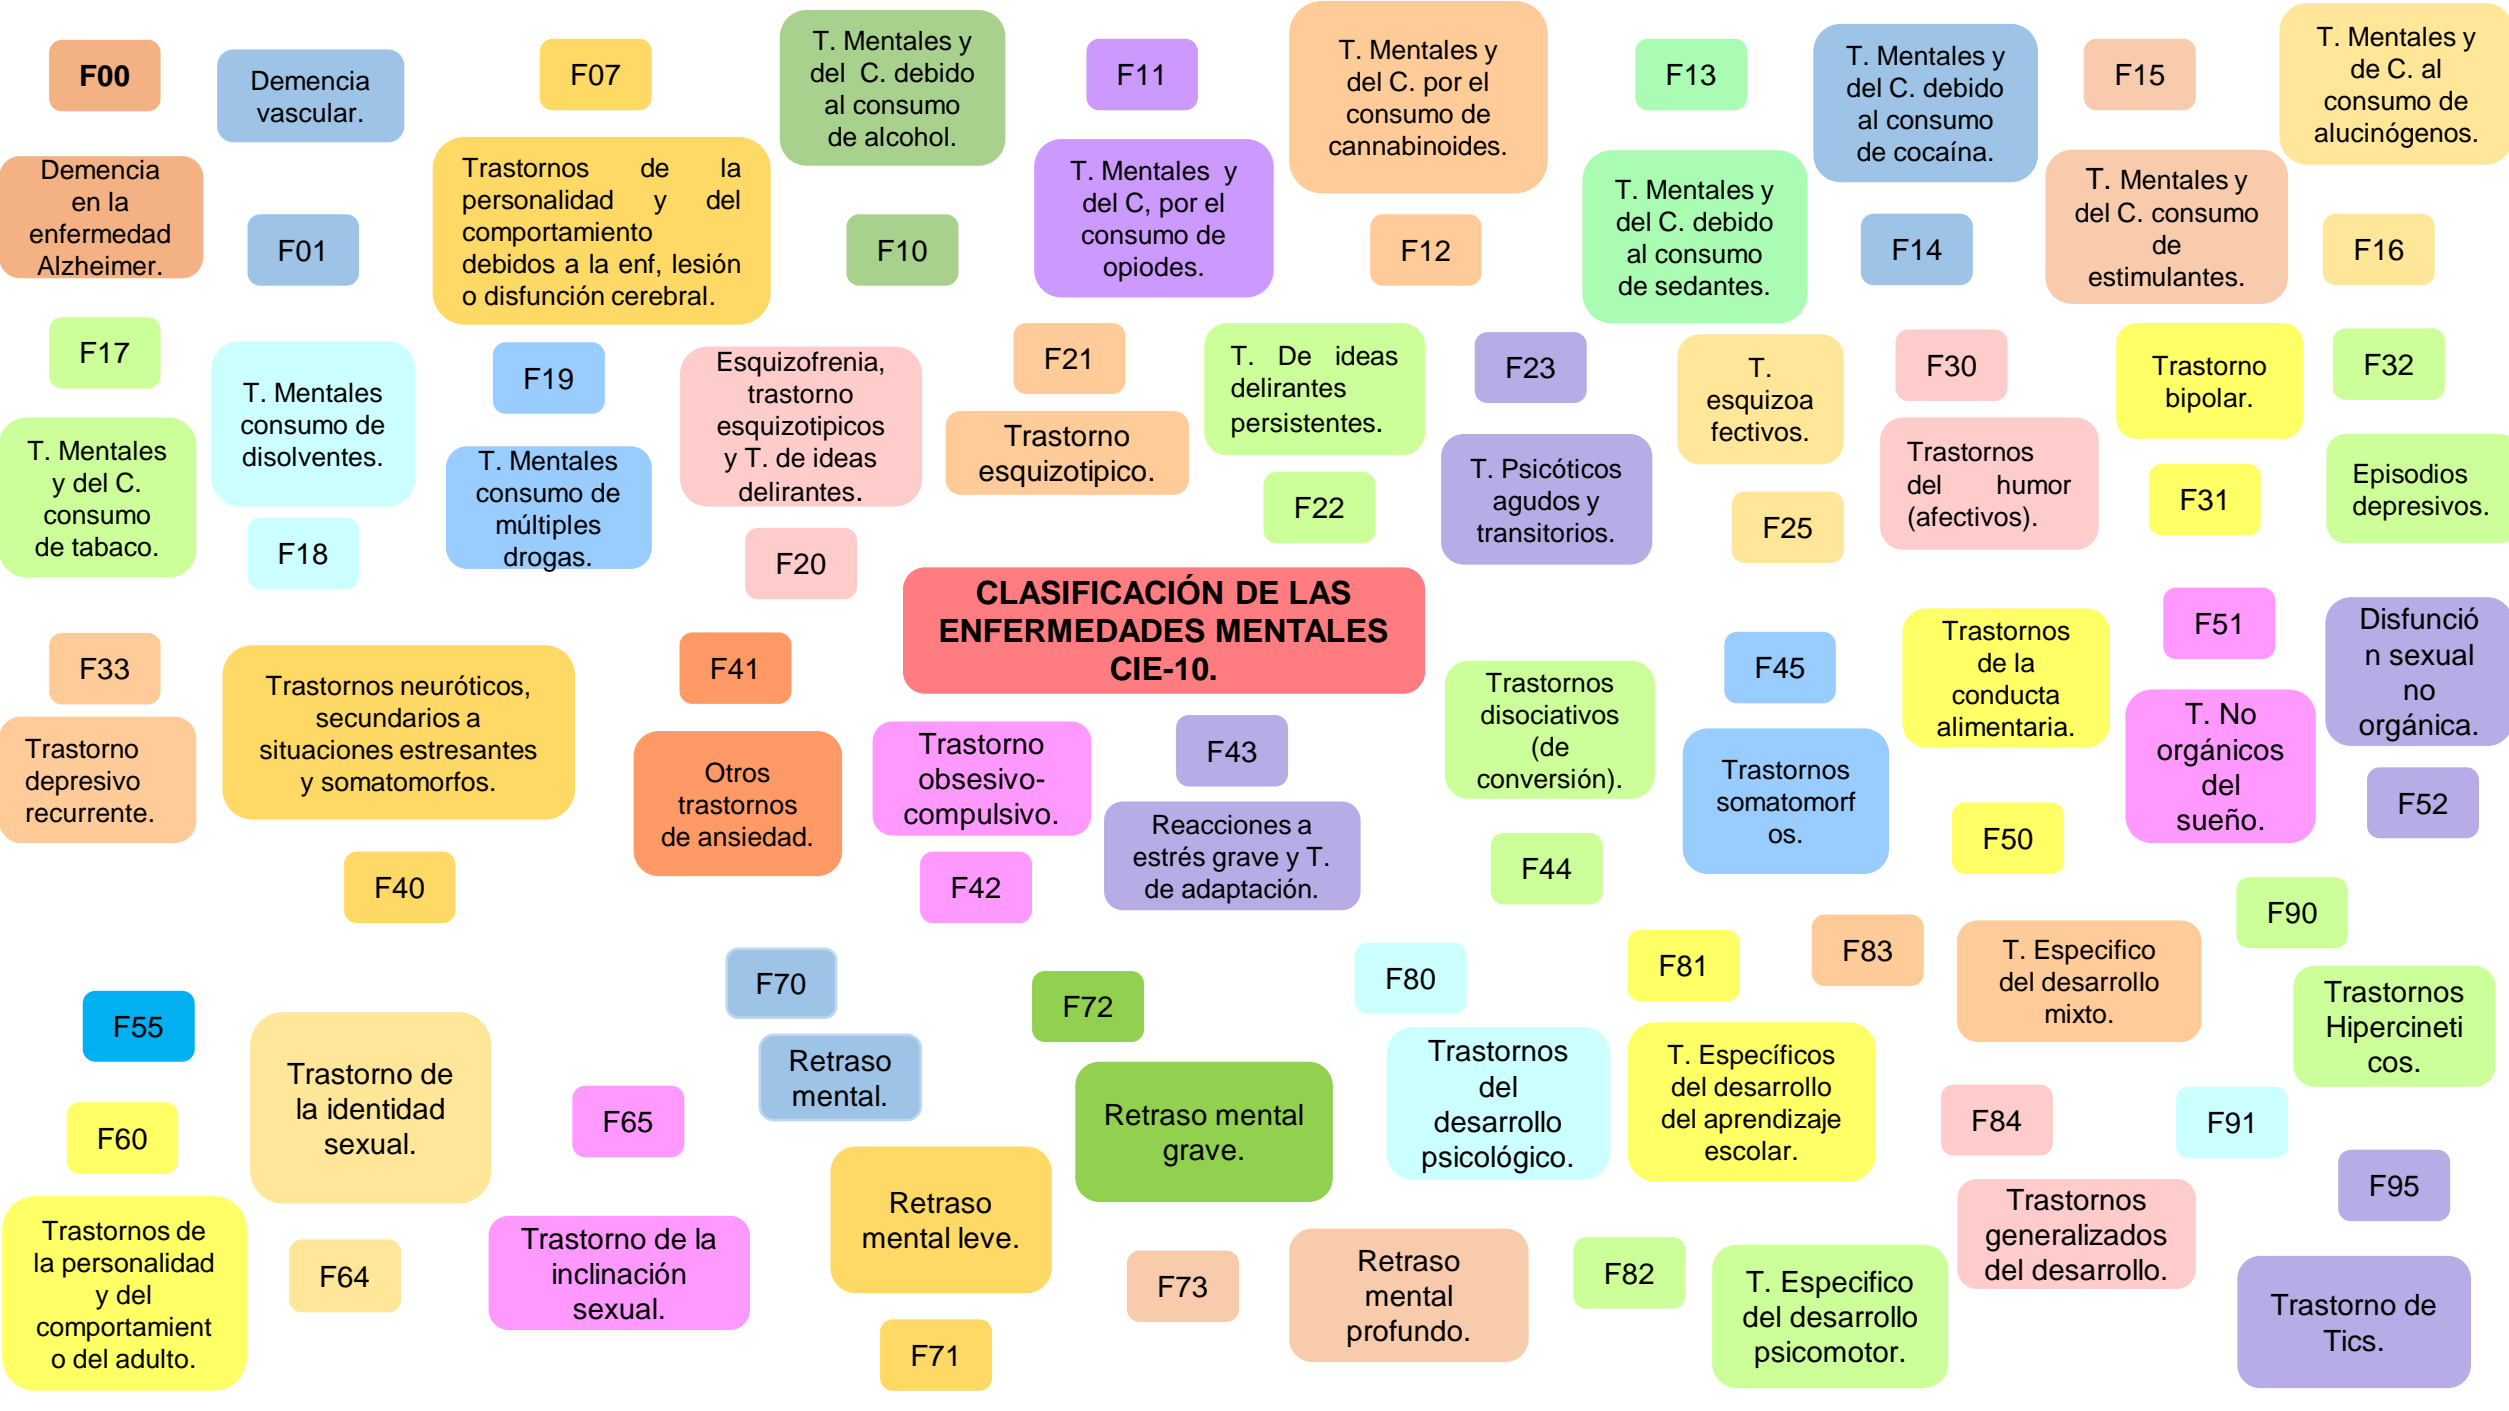 F00
Demencia
en la
enfermedad
Alzheimer.
Demencia
vascular.
F01
F07
Trastornos de la
personalidad y del
comportamiento
debidos a la enf, lesión
o disfunción cerebral.
T. Mentales y
del C. debido
al consumo
de alcohol.
F10
F11
T. Mentales y
del C, por el
consumo de
opiodes.
T. Mentales y
del C. por el
consumo de
cannabinoides.
F12
F13
T. Mentales y
del C. debido
al consumo
de sedantes.
T. Mentales y
del C. debido
al consumo
de cocaína.
F14
F15
T. Mentales y
del C. consumo
de
estimulantes.
T. Mentales y
de C. al
consumo de
alucinógenos.
F16
F17
T. Mentales
y del C.
consumo
de tabaco.
T. Mentales
consumo de
disolventes.
F18
F19
T. Mentales
consumo de
múltiples
drogas.
Esquizofrenia,
trastorno
esquizotipicos
y T. de ideas
delirantes.
F20
F21
Trastorno
esquizotipico.
T. De ideas
delirantes
persistentes.
F22
F23
T. Psicóticos
agudos y
transitorios.
T.
esquizoa
fectivos.
F25
F30
Trastornos
del humor
(afectivos).
Trastorno
bipolar.
F31
F32
Episodios
depresivos.
CLASIFICACIÓN DE LAS
ENFERMEDADES MENTALES
CIE-10.
F33
Trastorno
depresivo
recurrente.
Trastornos neuróticos,
secundarios a
situaciones estresantes
y somatomorfos.
F40
F41
Otros
trastornos
de ansiedad.
Trastorno
obsesivo-
compulsivo.
F42
F43
Reacciones a
estrés grave y T.
de adaptación.
Trastornos
disociativos
(de
conversión).
F44
F45
Trastornos
somatomorf
os.
Trastornos
de la
conducta
alimentaria.
F50
F51
T. No
orgánicos
del
sueño.
Disfunció
n sexual
no
orgánica.
F52
F55
F60
Trastornos de
la personalidad
y del
comportamient
o del adulto.
Trastorno de
la identidad
sexual.
F64
F65
Trastorno de la
inclinación
sexual.
F70
Retraso
mental.
Retraso
mental leve.
F71
F72
Retraso mental
grave.
F73
Retraso
mental
profundo.
F80
Trastornos
del
desarrollo
psicológico.
F81
T. Específicos
del desarrollo
del aprendizaje
escolar.
F82
T. Especifico
del desarrollo
psicomotor.
F83
T. Especifico
del desarrollo
mixto.
F84
Trastornos
generalizados
del desarrollo.
F90
Trastornos
Hipercineti
cos.
F91
F95
Trastorno de
Tics.